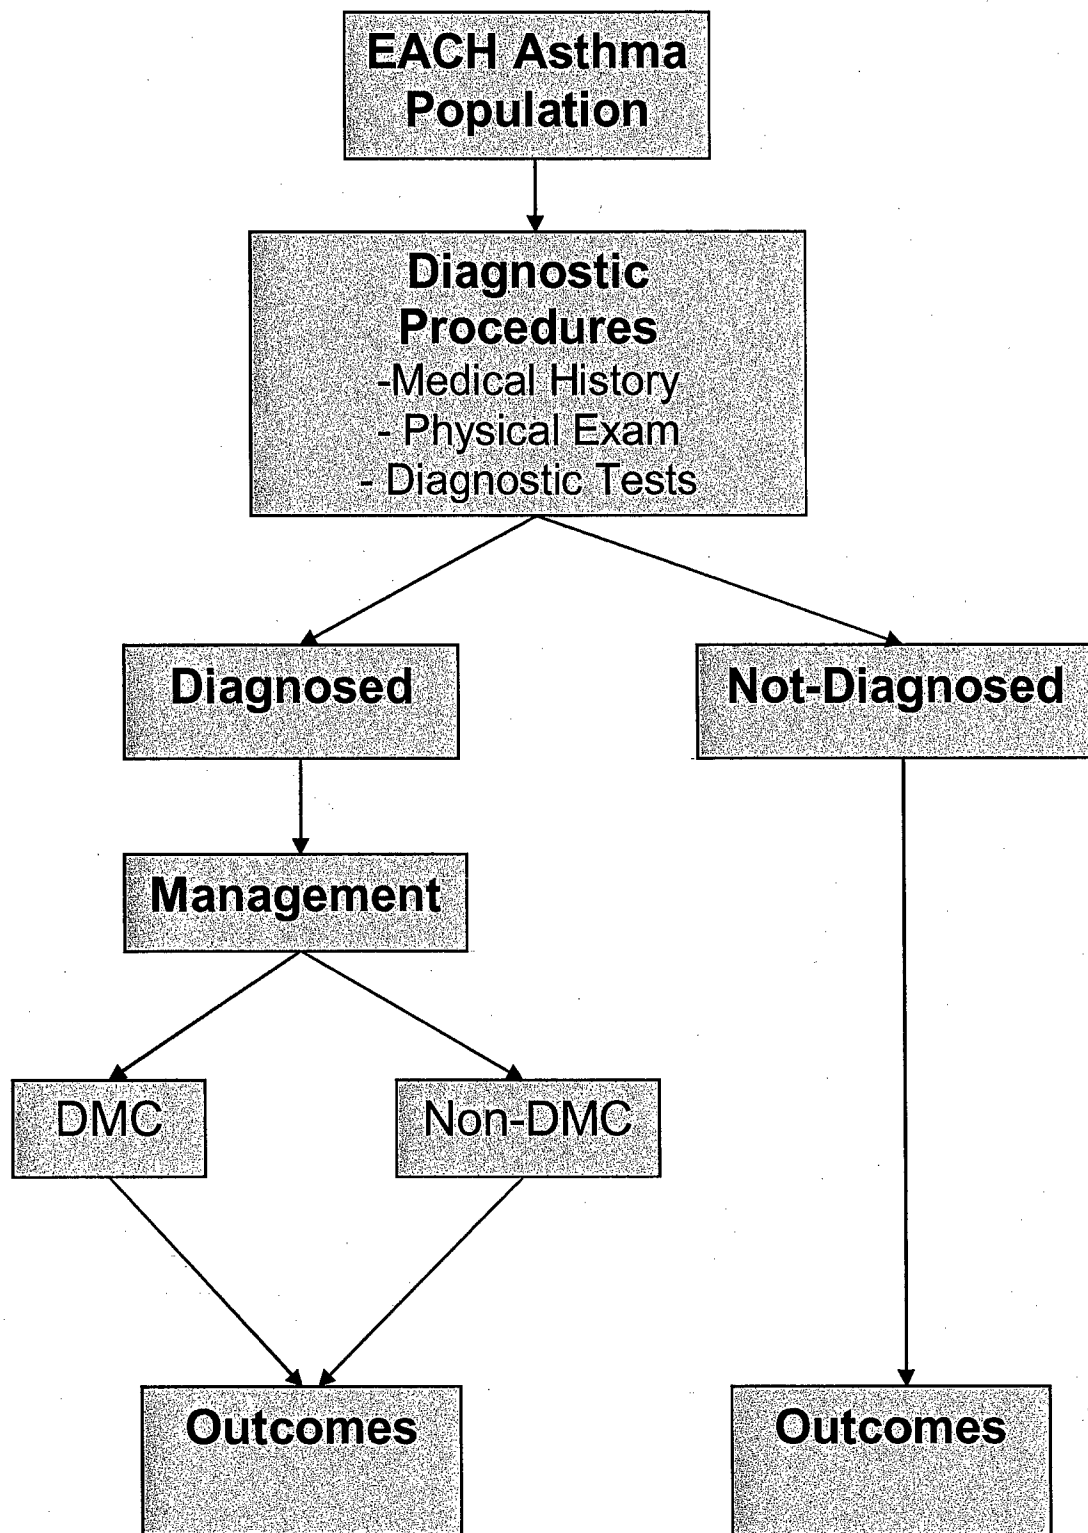 EACH Asthma
Population
Diagnostic
Procedures
-Medical History
- Physical Exam
- Diagnostic Tests
Diagnosed
Not-Diagnosed
Management
DMC
Non-DMC
Outcomes
Outcomes